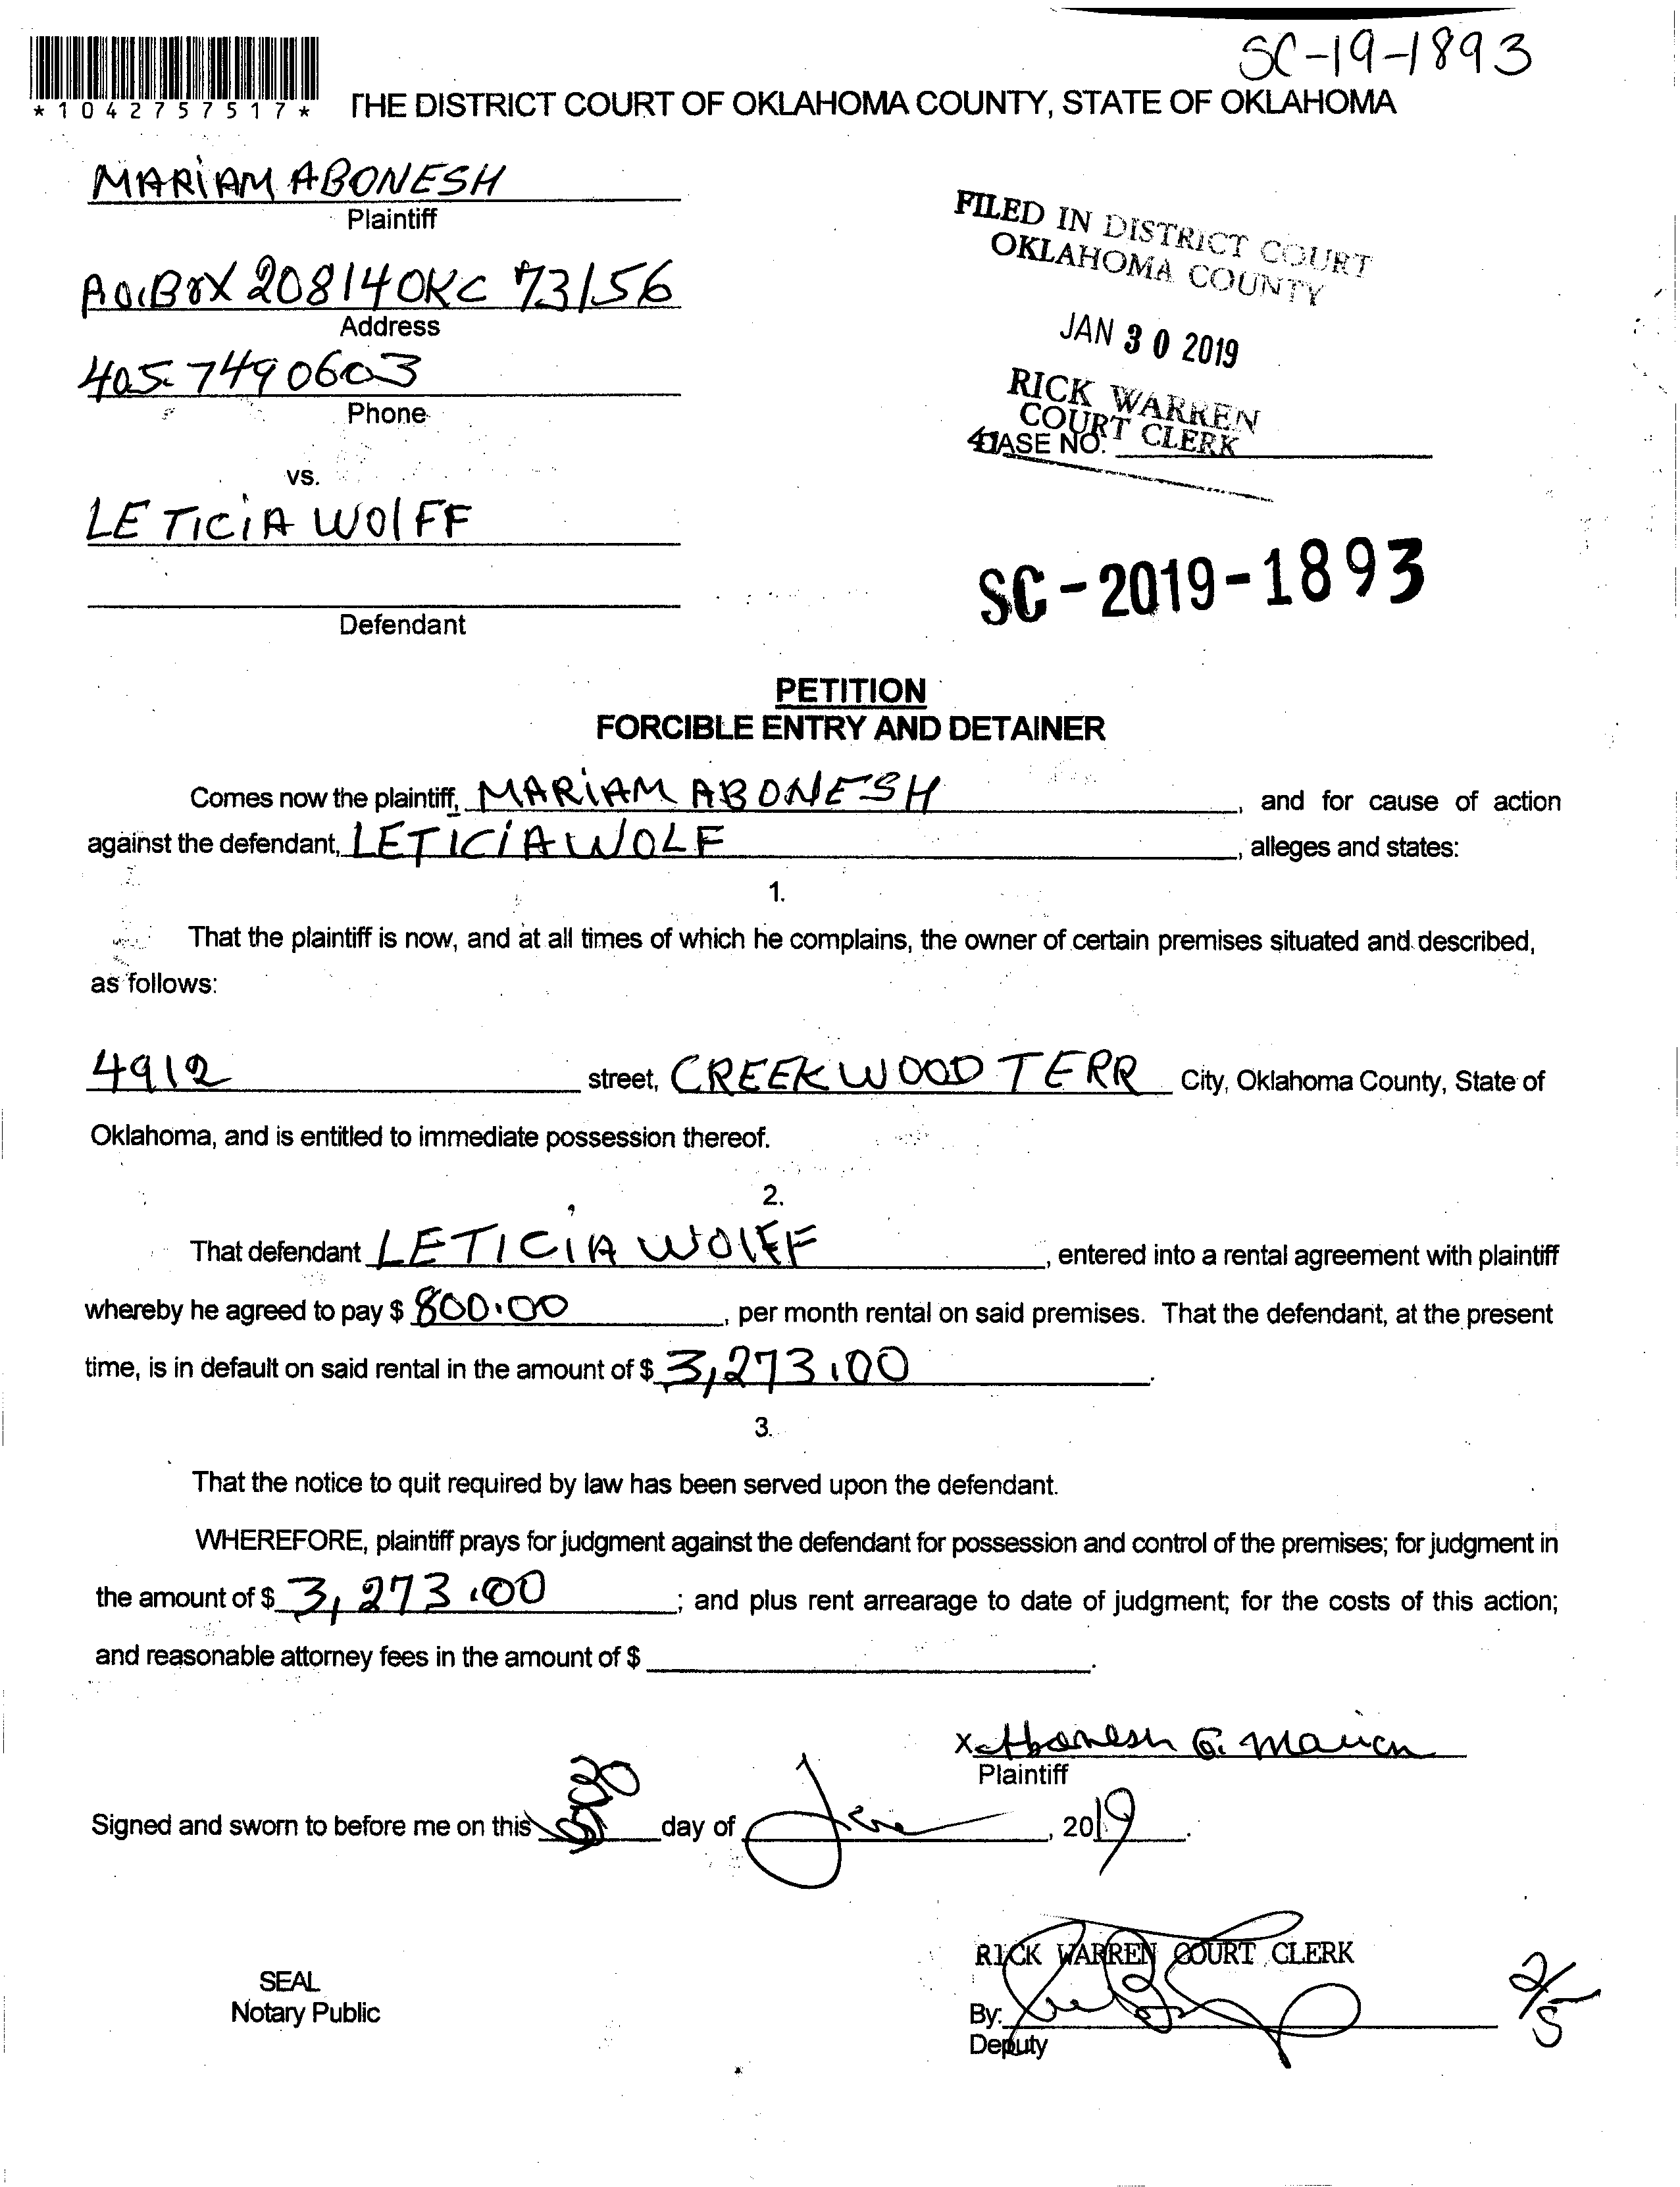 SC-19-1893
*1042757517*
THE DISTRICT COURT OF OKLAHOMA COUNTY, STATE OF OKLAHOMA
MARiAM ABONESH
Plaintiff
P.O.BOX 20814 OKC 73156
Address
405-7490603
Phone
FILED IN DISTRICT COURT
OKLAHOMA COUNTY
JAN 30 2019
RICK WARREN
COURT CLERK
CASE NO.
41
vs.
LETICiA WOlFF
Defendant
SC-2019-1893
PETITION
FORCIBLE ENTRY AND DETAINER
Comes now the plaintiff, MARiAM ABONESH, and for cause of action
against the defendant, LETICiA WOLF, alleges and states:
1.
That the plaintiff is now, and at all times of which he complains, the owner of certain premises situated and described,
as follows:
4912 street, CREEKWOOD TERR City, Oklahoma County, State of
Oklahoma, and is entitled to immediate possession thereof.
2.
That defendant LETICIA WOlFF, entered into a rental agreement with plaintiff
whereby he agreed to pay $ 800.00, per month rental on said premises. That the defendant, at the present
time, is in default on said rental in the amount of $ 3,273.00.
3.
That the notice to quit required by law has been served upon the defendant.
WHEREFORE, plaintiff prays for judgment against the defendant for possession and control of the premises; for judgment in
the amount of $ 3,273.00; and plus rent arrearage to date of judgment; for the costs of this action;
and reasonable attorney fees in the amount of $ .
x Abonesh G. Mariam
Plaintiff
Signed and sworn to before me on this 30 day of Jan, 2019.
RICK WARREN COURT CLERK
SEAL
Notary Public
By:
Deputy
2/5